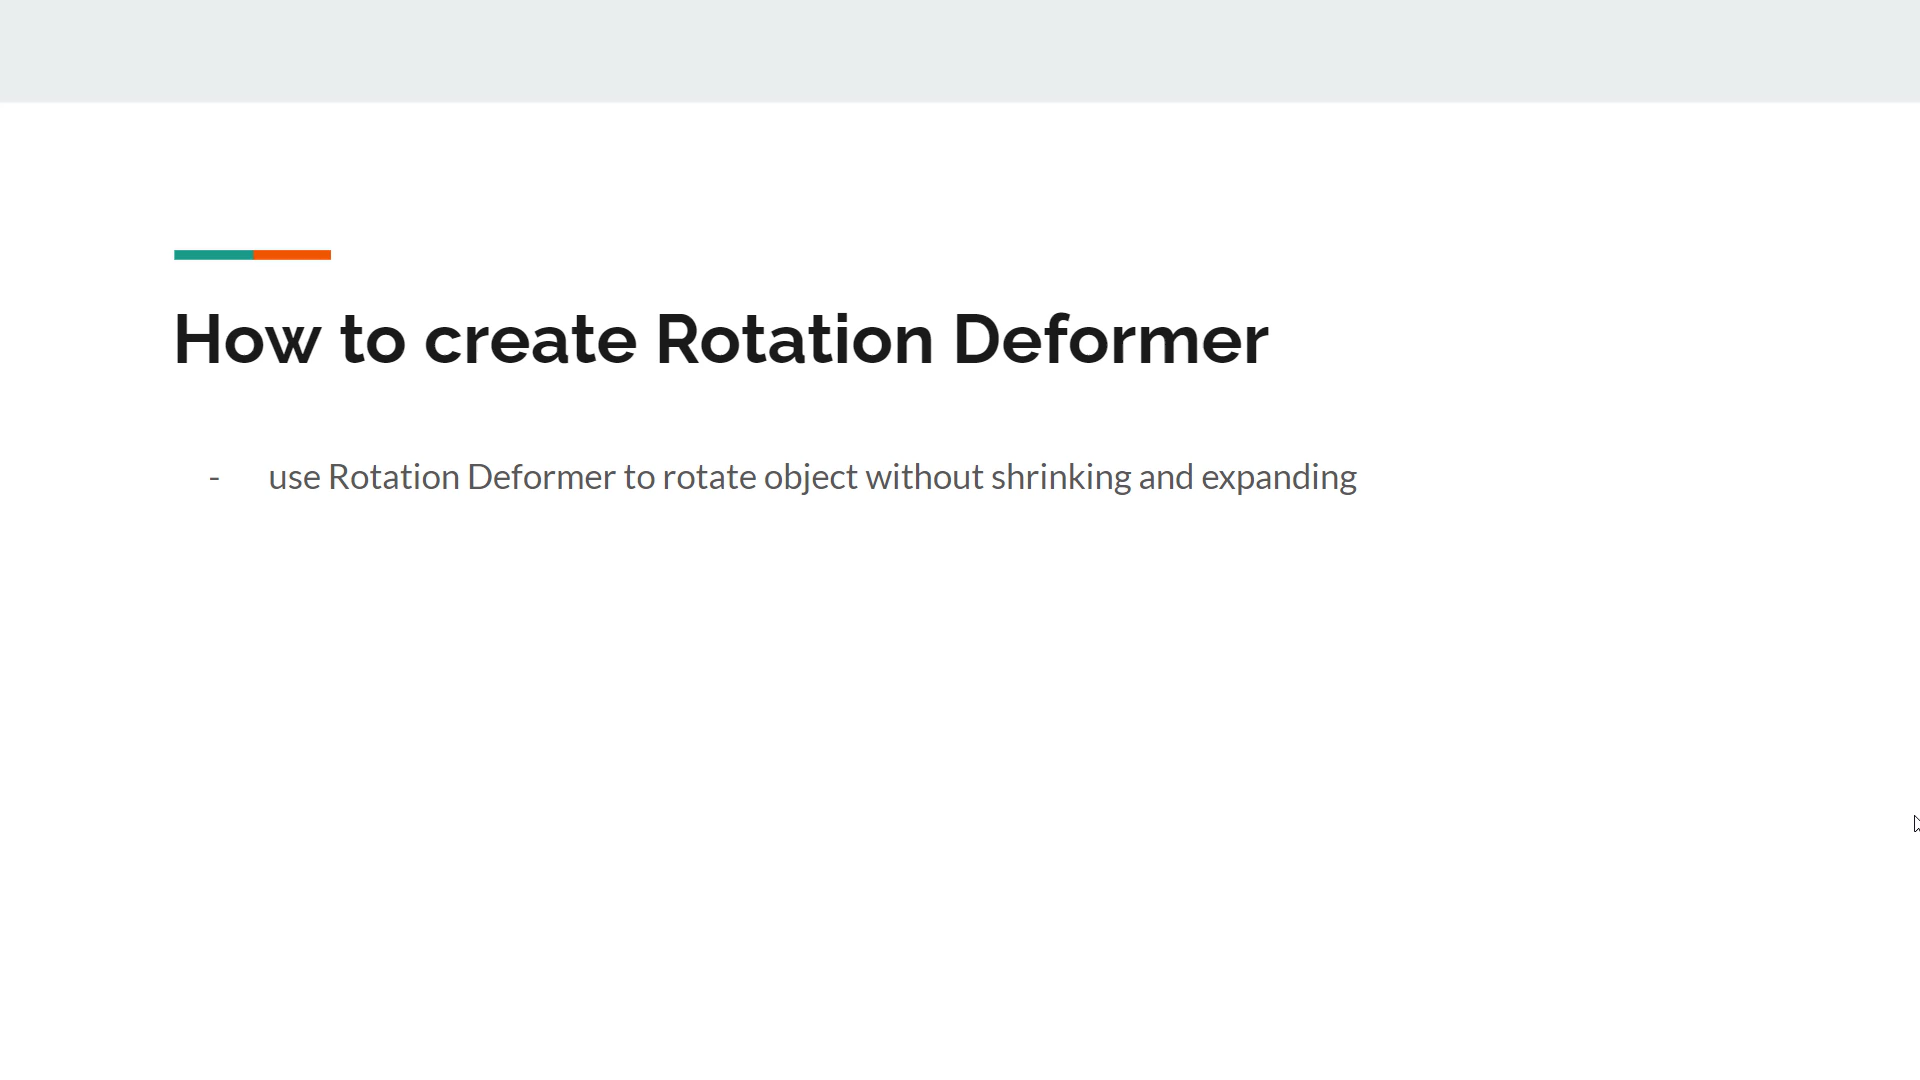 How to create Rotation Deformer
- use Rotation Deformer to rotate object without shrinking and expanding